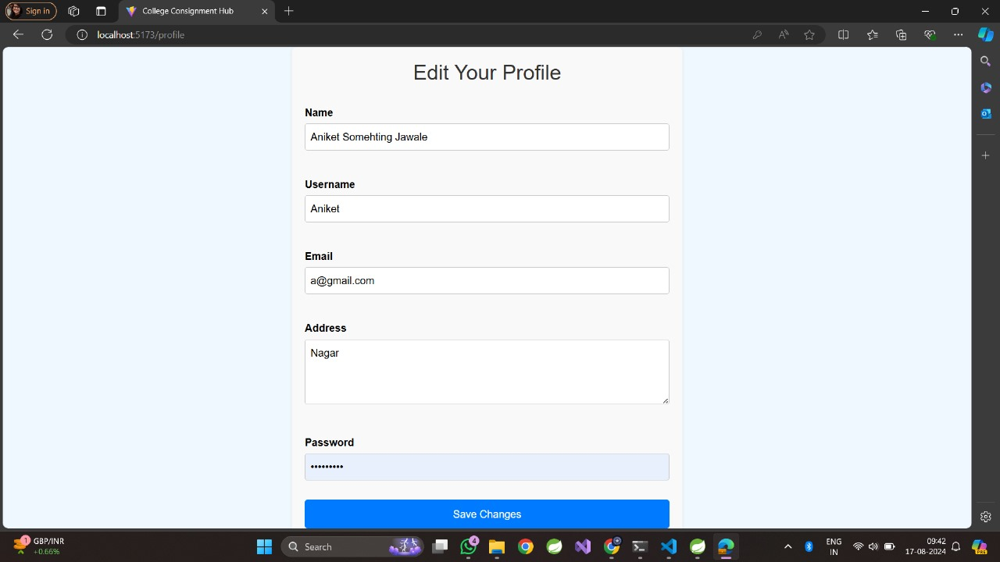 Sign in
College Consignment Hub
localhost:5173/profile
Edit Your Profile
Name
Aniket Somehting Jawale
Username
Aniket
Email
a@gmail.com
Address
Nagar
Password
•••••••••
Save Changes
1
GBP/INR
+0.66%
Search
4
ENG
IN
09:42
17-08-2024
PRE